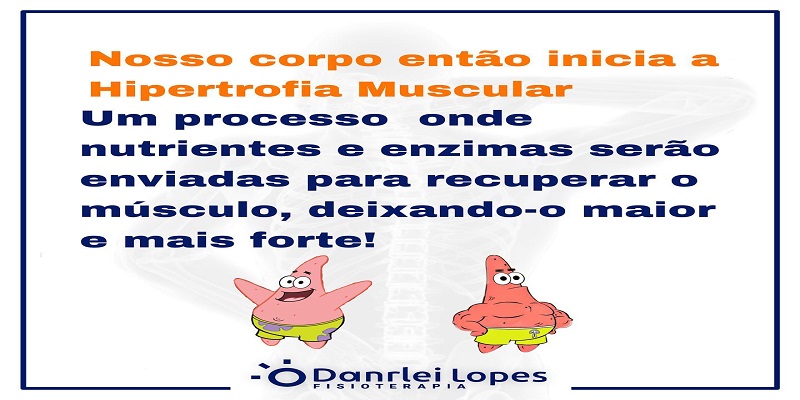 Nosso corpo então inicia a
Hipertrofia Muscular
Um processo onde
nutrientes e enzimas serão
enviadas para recuperar o
músculo, deixando-o maior
e mais forte!
Danrlei Lopes
FISIOTERAPIA